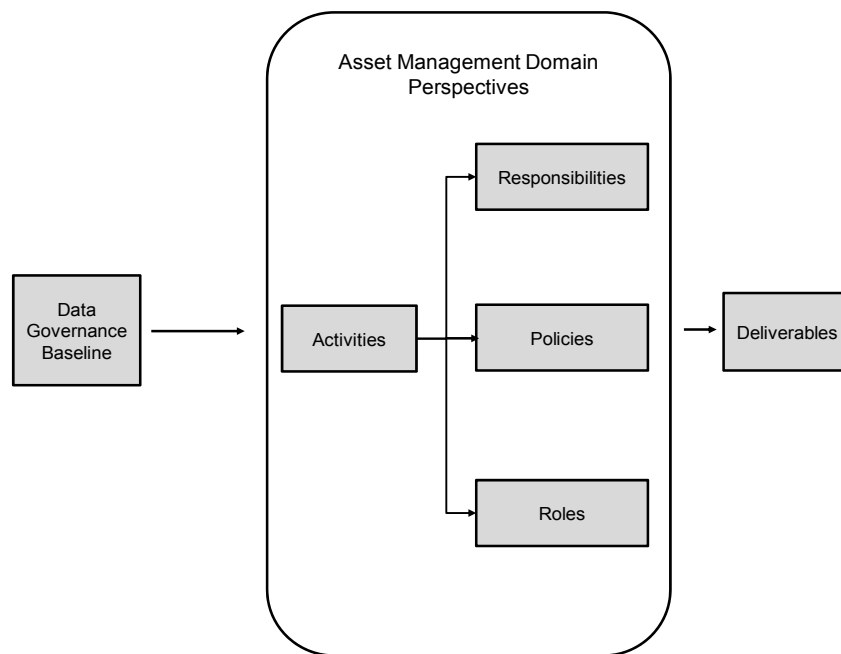 Asset Management Domain
Perspectives
Responsibilities
Data
Governance
Baseline
Activities
Policies
Deliverables
Roles